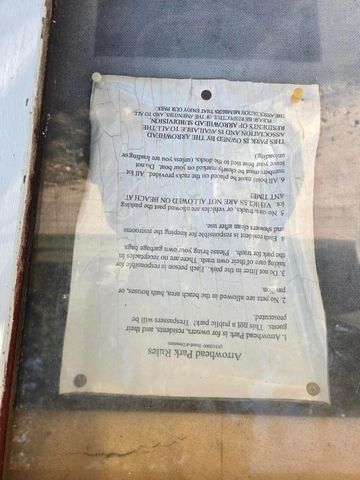 Arrowhead Park Rules
1. Arrowhead Park is for owners, residents, and their
guests. This not a public park! Trespassers will be
prosecuted.
2. No pets are allowed in the Beach area, bath houses, or
pavilion.
3. Do not litter in the park. Each person is responsible for
taking care of their own trash. There are no receptacles in
the park for trash. Please bring your own garbage bags.
4. Each resident is responsible for keeping the restrooms
and showers clean after use.
5. No cars, trucks, or vehicles are allowed past the parking
lot. VEHICLES ARE NOT ALLOWED ON BEACH
ANYTIME!
6. All boats must be placed on the racks provided. All lot
numbers must be clearly marked on your boat. Do not
leave your boat tied to the docks, (unless you are loading or
unloading).
THIS PARK IS OWNED BY THE ARROWHEAD
ASSOCIATION AND IS AVAILABLE TO ALL THE
RESIDENTS OF ARROWHEAD SUBDIVISION.
PLEASE BE RESPECTFUL OF THE AMENITIES AND TO ALL
THE ASSOCIATION MEMBERS THAT ENJOY OUR PARK.